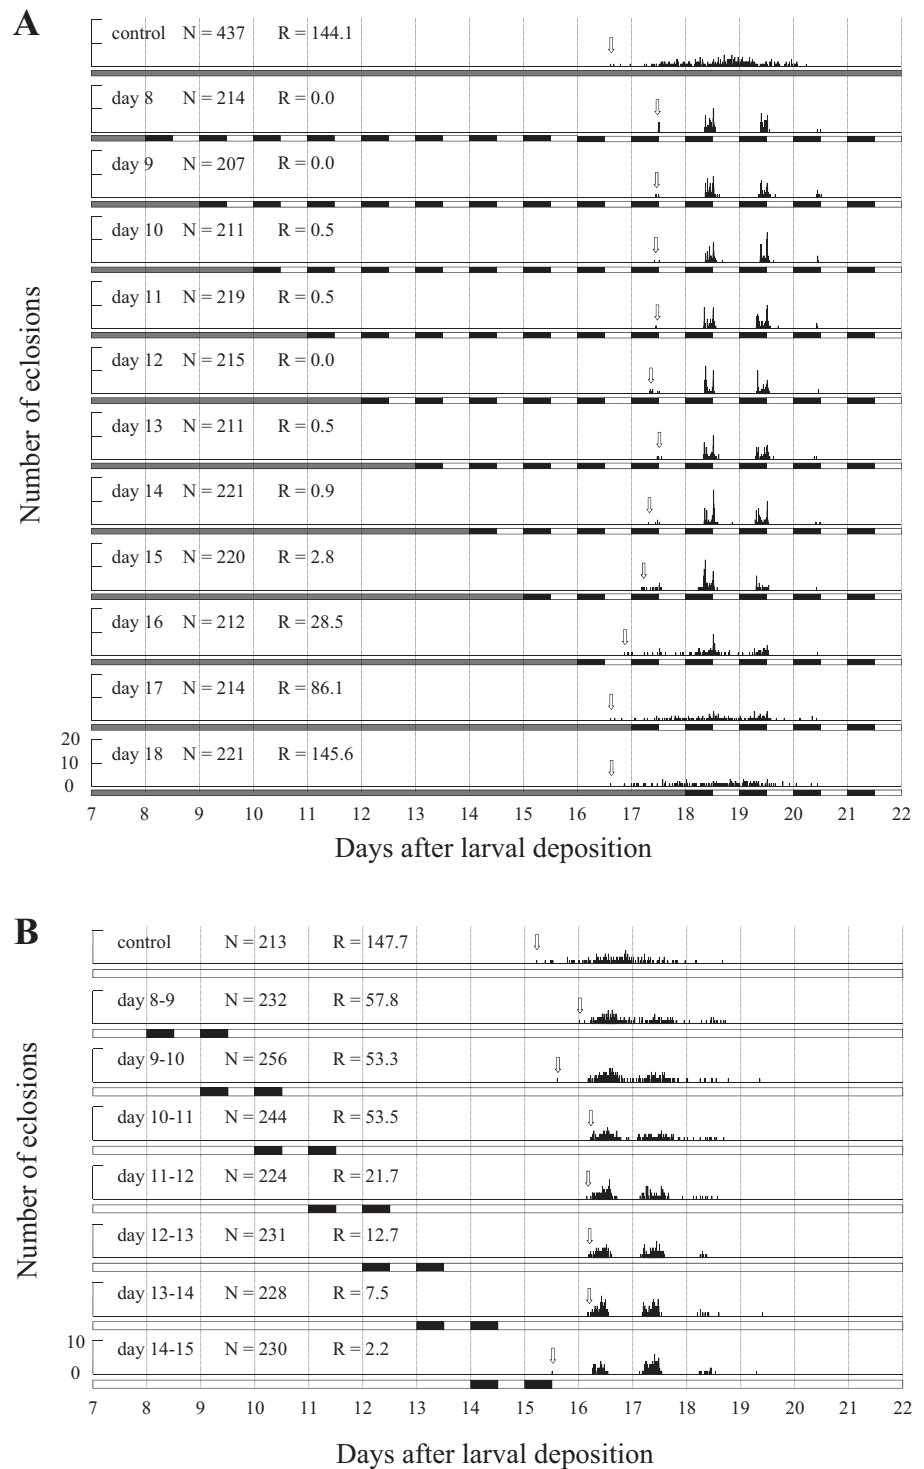 A
control N = 437 R = 144.1
day 8 N = 214 R = 0.0
day 9 N = 207 R = 0.0
day 10 N = 211 R = 0.5
day 11 N = 219 R = 0.5
day 12 N = 215 R = 0.0
day 13 N = 211 R = 0.5
day 14 N = 221 R = 0.9
day 15 N = 220 R = 2.8
day 16 N = 212 R = 28.5
day 17 N = 214 R = 86.1
day 18 N = 221 R = 145.6
20
10
0
Number of eclosions
7 8 9 10 11 12 13 14 15 16 17 18 19 20 21 22
Days after larval deposition
B
control N = 213 R = 147.7
day 8-9 N = 232 R = 57.8
day 9-10 N = 256 R = 53.3
day 10-11 N = 244 R = 53.5
day 11-12 N = 224 R = 21.7
day 12-13 N = 231 R = 12.7
day 13-14 N = 228 R = 7.5
day 14-15 N = 230 R = 2.2
10
0
Number of eclosions
7 8 9 10 11 12 13 14 15 16 17 18 19 20 21 22
Days after larval deposition